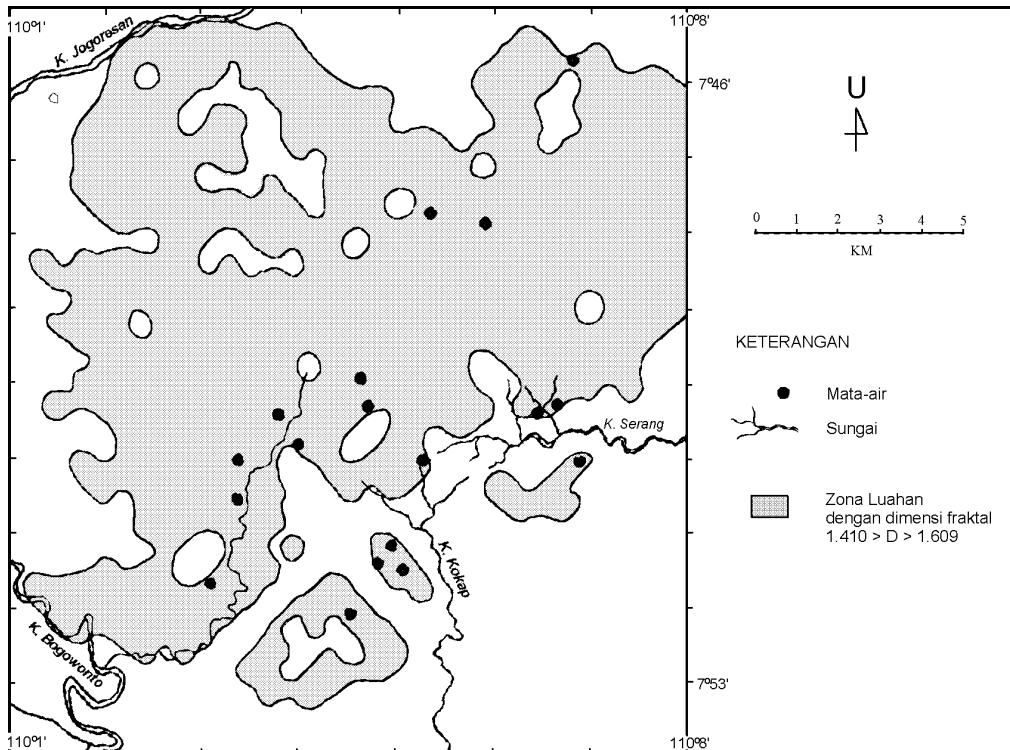 110°1'
K. Jogoresan
110°8'
7°46'
U
0 1 2 3 4 5
KM
KETERANGAN
Mata-air
Sungai
K. Serang
Zona Luahan
dengan dimensi fraktal
1.410 > D > 1.609
K. Kokap
K. Bogowonto
7°53'
110°1'
110°8'